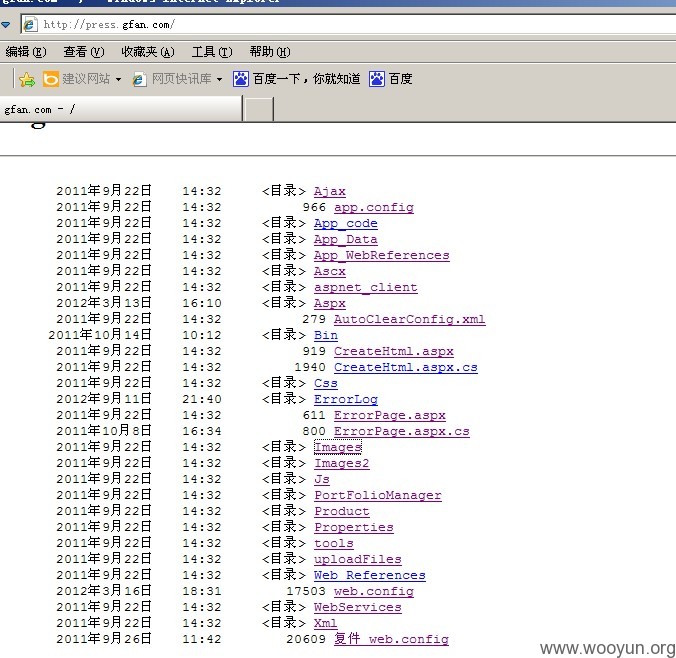 http://press.gfan.com/
编辑(E) 查看(V) 收藏夹(A) 工具(T) 帮助(H)
建议网站 网页快讯库 百度一下，你就知道 百度
gfan.com - /
2011年9月22日 14:32 <目录> Ajax
2011年9月22日 14:32 966 app.config
2011年9月22日 14:32 <目录> App_code
2011年9月22日 14:32 <目录> App_Data
2011年9月22日 14:32 <目录> App_WebReferences
2011年9月22日 14:32 <目录> Ascx
2011年9月22日 14:32 <目录> aspnet_client
2012年3月13日 16:10 <目录> Aspx
2011年9月22日 14:32 279 AutoClearConfig.xml
2011年10月14日 10:12 <目录> Bin
2011年9月22日 14:32 919 CreateHtml.aspx
2011年9月22日 14:32 1940 CreateHtml.aspx.cs
2011年9月22日 14:32 <目录> Css
2012年9月11日 21:40 <目录> ErrorLog
2011年9月22日 14:32 611 ErrorPage.aspx
2011年10月8日 16:34 800 ErrorPage.aspx.cs
2011年9月22日 14:32 <目录> Images
2011年9月22日 14:32 <目录> Images2
2011年9月22日 14:32 <目录> Js
2011年9月22日 14:32 <目录> PortFolioManager
2011年9月22日 14:32 <目录> Product
2011年9月22日 14:32 <目录> Properties
2011年9月22日 14:32 <目录> tools
2011年9月22日 14:32 <目录> uploadFiles
2011年9月22日 14:32 <目录> Web References
2012年3月16日 18:31 17503 web.config
2011年9月22日 14:32 <目录> WebServices
2011年9月22日 14:32 <目录> Xml
2011年9月26日 11:42 20609 复件 web.config
www.wooyun.org